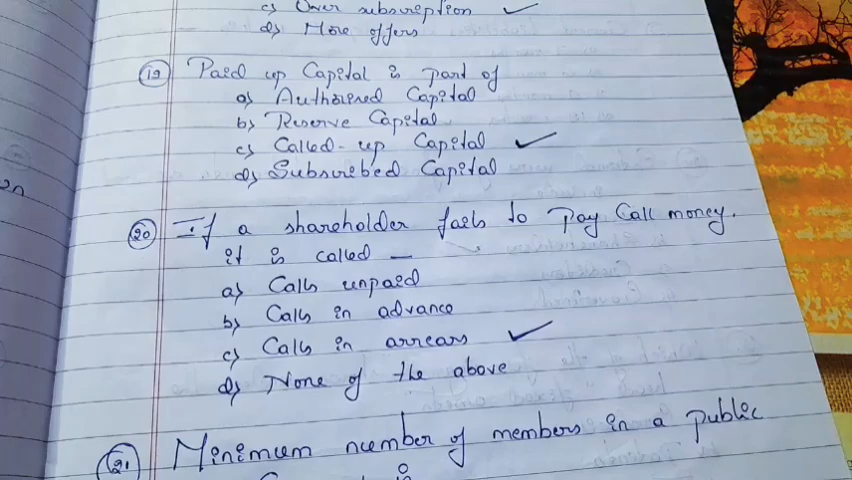 c) Over subscription ✓
d) More offers
19 Paid up Capital is part of
a) Authorised Capital
b) Reserve Capital
c) Called-up Capital ✓
d) Subscribed Capital
20 If a shareholder fails to pay Call money.
it is called —
a) Calls unpaid
b) Calls in advance
c) Calls in arrears ✓
d) None of the above
21 Minimum number of members in a public